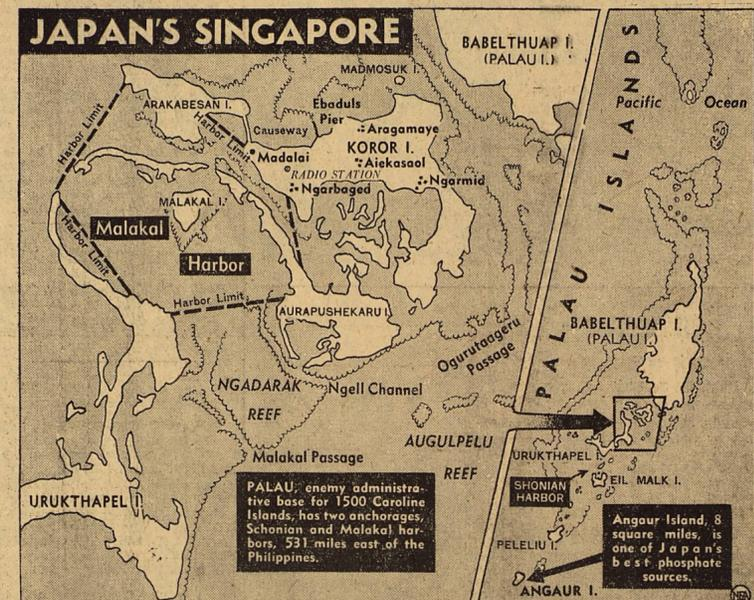 JAPAN'S SINGAPORE
BABELTHUAP I.
(PALAU I.)
MADMOSUK I.
ARAKABESAN I.
Ebaduls
Pier
Causeway
Aragamaye
KOROR I.
Aiekasaol
Madalai
RADIO STATION
Ngarbaged
Ngarmid
Harbor Limit
Harbor Limit
MALAKAL I.
Malakal
Harbor
Harbor Limit
Harbor Limit
AURAPUSHEKARU I.
Ogurutaageru
Passage
NGADARAK
REEF
Ngell Channel
AUGULPELU
REEF
Malakal Passage
URUKTHAPEL I.
PALAU, enemy administra-
tive base for 1500 Caroline
Islands, has two anchorages,
Schonian and Malakal har-
bors, 531 miles east of the
Philippines.
PALAU ISLANDS
Pacific Ocean
BABELTHUAP I.
(PALAU I.)
URUKTHAPEL I.
SHONIAN
HARBOR
EIL MALK I.
PELELIU I.
ANGAUR I.
Angaur Island, 8
square miles, is
one of Japan's
best phosphate
sources.
NEA